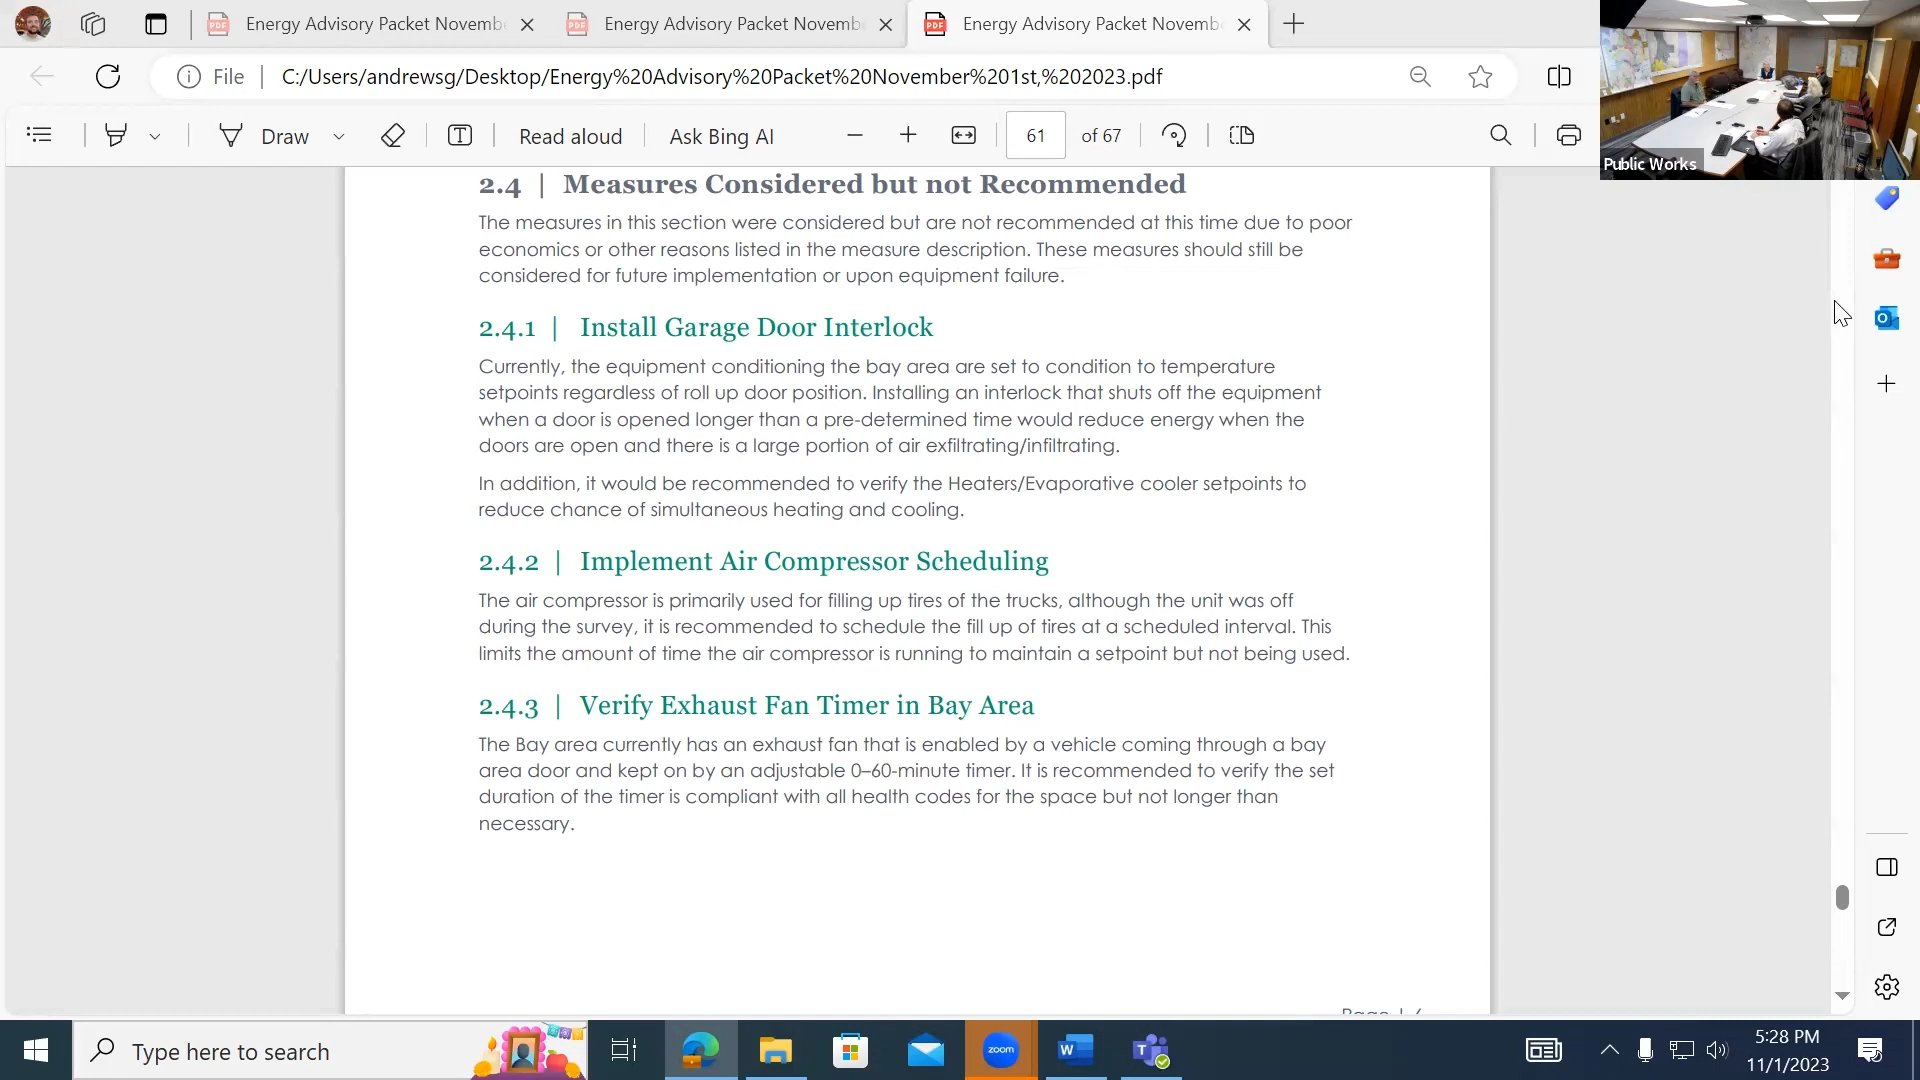 Energy Advisory Packet Novembe
Energy Advisory Packet Novemb
Energy Advisory Packet Novemb
File
C:/Users/andrewsg/Desktop/Energy%20Advisory%20Packet%20November%201st,%202023.pdf
Draw
Read aloud
Ask Bing AI
61
of 67
Public Works
2.4 | Measures Considered but not Recommended
The measures in this section were considered but are not recommended at this time due to poor
economics or other reasons listed in the measure description. These measures should still be
considered for future implementation or upon equipment failure.
2.4.1 | Install Garage Door Interlock
Currently, the equipment conditioning the bay area are set to condition to temperature
setpoints regardless of roll up door position. Installing an interlock that shuts off the equipment
when a door is opened longer than a pre-determined time would reduce energy when the
doors are open and there is a large portion of air exfiltrating/infiltrating.
In addition, it would be recommended to verify the Heaters/Evaporative cooler setpoints to
reduce chance of simultaneous heating and cooling.
2.4.2 | Implement Air Compressor Scheduling
The air compressor is primarily used for filling up tires of the trucks, although the unit was off
during the survey, it is recommended to schedule the fill up of tires at a scheduled interval. This
limits the amount of time the air compressor is running to maintain a setpoint but not being used.
2.4.3 | Verify Exhaust Fan Timer in Bay Area
The Bay area currently has an exhaust fan that is enabled by a vehicle coming through a bay
area door and kept on by an adjustable 0–60-minute timer. It is recommended to verify the set
duration of the timer is compliant with all health codes for the space but not longer than
necessary.
Type here to search
zoom
5:28 PM
11/1/2023